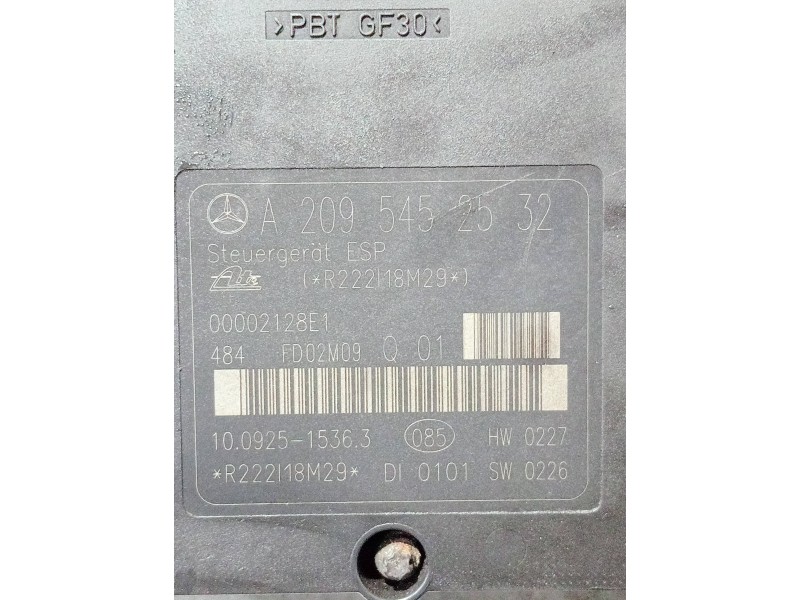 >PBT GF30<
A 209 545 25 32
Steuergerät ESP
Ate (*R222I18M29*)
00002128E1
484 FD02M09 Q 01
10.0925-1536.3 085 HW 0227
*R222I18M29* DI 0101 SW 0226